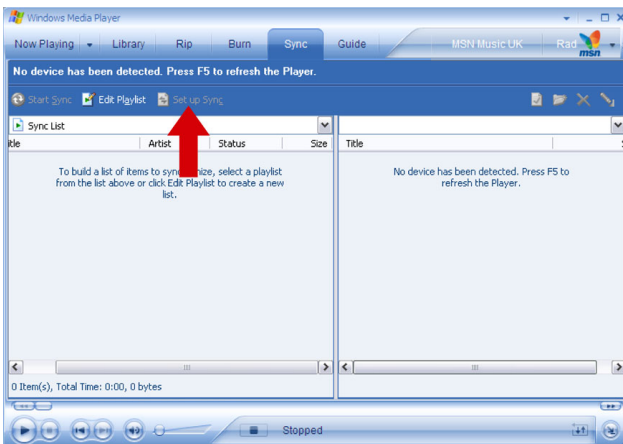 Windows Media Player
Now Playing Library Rip Burn Sync Guide MSN Music UK Rad msn
No device has been detected. Press F5 to refresh the Player.
Start Sync Edit Playlist Set up Sync
Sync List
itle Artist Status Size Title
To build a list of items to synchronize, select a playlist
from the list above or click Edit Playlist to create a new
list.
No device has been detected. Press F5 to
refresh the Player.
0 Item(s), Total Time: 0:00, 0 bytes
Stopped